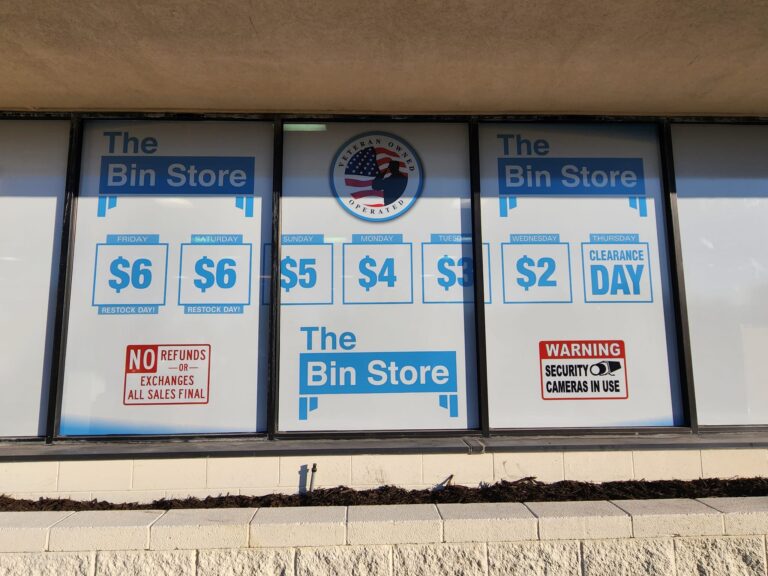 The
Bin Store
VETERAN OWNED
OPERATED
The
Bin Store
FRIDAY
$6
RESTOCK DAY!
SATURDAY
$6
RESTOCK DAY!
SUNDAY
$5
MONDAY
$4
TUESD
$3
WEDNESDAY
$2
THURSDAY
CLEARANCE
DAY
NO REFUNDS
OR
EXCHANGES
ALL SALES FINAL
The
Bin Store
WARNING
SECURITY
CAMERAS IN USE